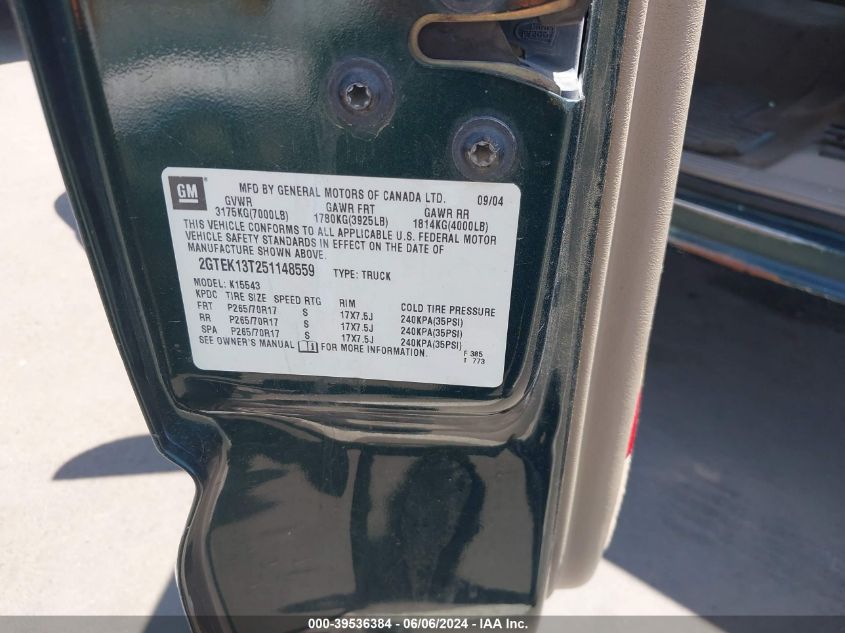 GM
MFD BY GENERAL MOTORS OF CANADA LTD. 09/04
GVWR GAWR FRT GAWR RR
3175KG(7000LB) 1780KG(3925LB) 1814KG(4000LB)
THIS VEHICLE CONFORMS TO ALL APPLICABLE U.S. FEDERAL MOTOR
VEHICLE SAFETY STANDARDS IN EFFECT ON THE DATE OF
MANUFACTURE SHOWN ABOVE.
2GTEK13T251148559 TYPE: TRUCK
MODEL: K15543
KPDC TIRE SIZE SPEED RTG RIM COLD TIRE PRESSURE
FRT P265/70R17 S 17X7.5J 240KPA(35PSI)
RR P265/70R17 S 17X7.5J 240KPA(35PSI)
SPA P265/70R17 S 17X7.5J 240KPA(35PSI)
SEE OWNER'S MANUAL FOR MORE INFORMATION.
F 305
T 773
000-39536384 - 06/06/2024 - IAA Inc.